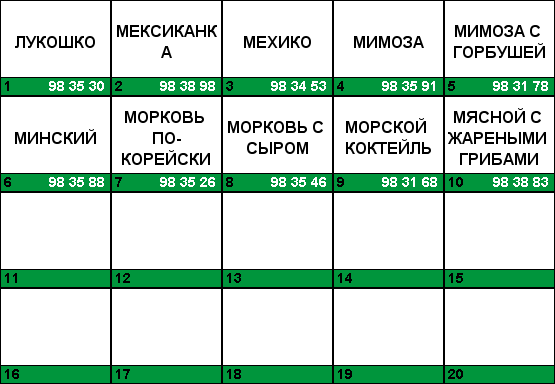 ЛУКОШКО
МЕКСИКАНК
А
МЕХИКО
МИМОЗА
МИМОЗА С
ГОРБУШЕЙ
1 98 35 30
2 98 38 98
3 98 34 53
4 98 35 91
5 98 31 78
МИНСКИЙ
МОРКОВЬ
ПО-
КОРЕЙСКИ
МОРКОВЬ С
СЫРОМ
МОРСКОЙ
КОКТЕЙЛЬ
МЯСНОЙ С
ЖАРЕНЫМИ
ГРИБАМИ
6 98 35 88
7 98 35 26
8 98 35 46
9 98 31 68
10 98 38 83
11
12
13
14
15
16
17
18
19
20